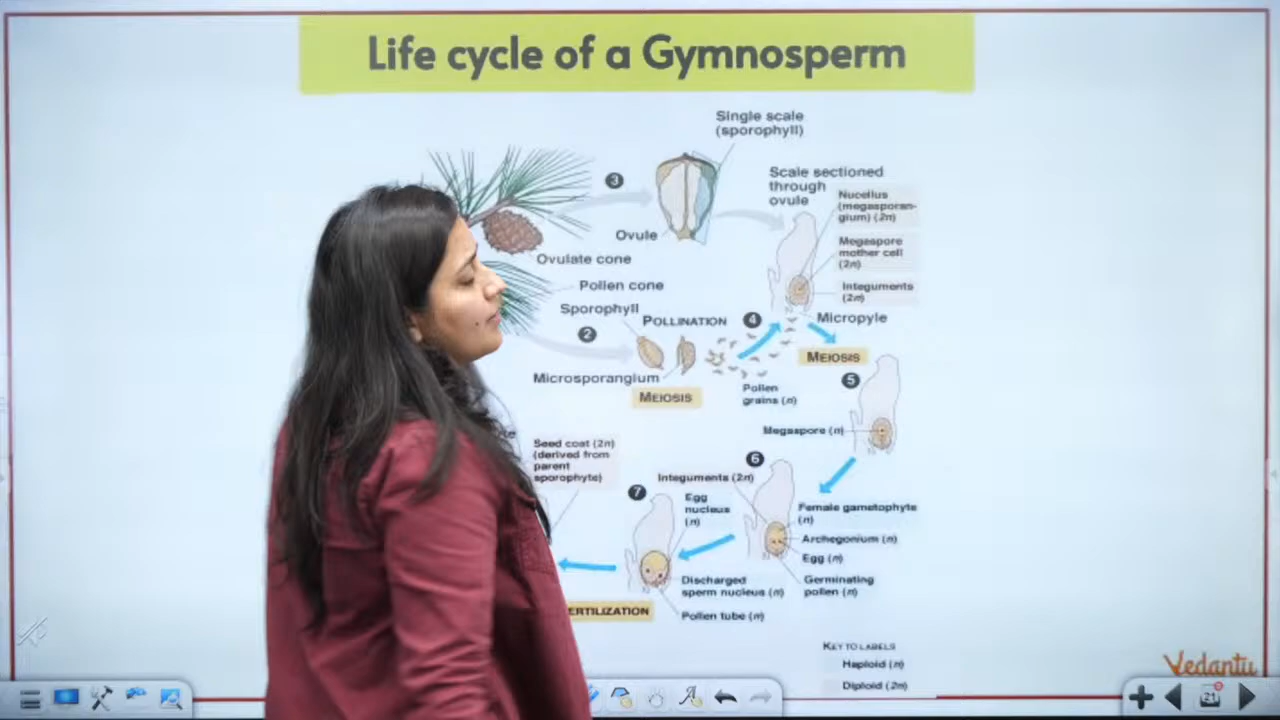 Life cycle of a Gymnosperm
Single scale
(sporophyll)
3
Scale sectioned
through
ovule
Nucellus
(megasporan-
gium) (2n)
Ovule
Megaspore
mother cell
(2n)
Ovulate cone
Pollen cone
Integuments
(2n)
Sporophyll
POLLINATION
4
Micropyle
2
MEIOSIS
Microsporangium
5
MEIOSIS
Pollen
grains (n)
Megaspore (n)
Seed coat (2n)
(derived from
parent
sporophyte)
6
Integuments (2n)
7
Egg
nucleus
(n)
Female gametophyte
(n)
Archegonium (n)
Egg (n)
Discharged
sperm nucleus (n)
Germinating
pollen (n)
ERTILIZATION
Pollen tube (n)
KEY TO LABELS
Haploid (n)
Diploid (2n)
Vedantu
21